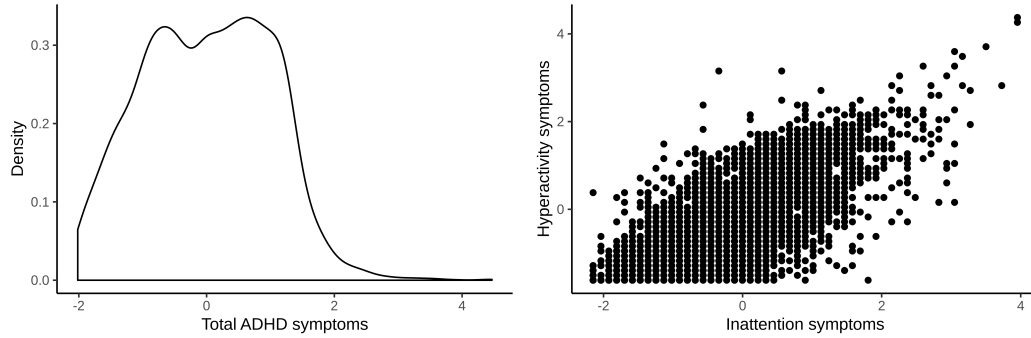 Density
0.3
0.2
0.1
0.0
-2 0 2 4
Total ADHD symptoms
Hyperactivity symptoms
4
2
0
-2 0 2 4
Inattention symptoms